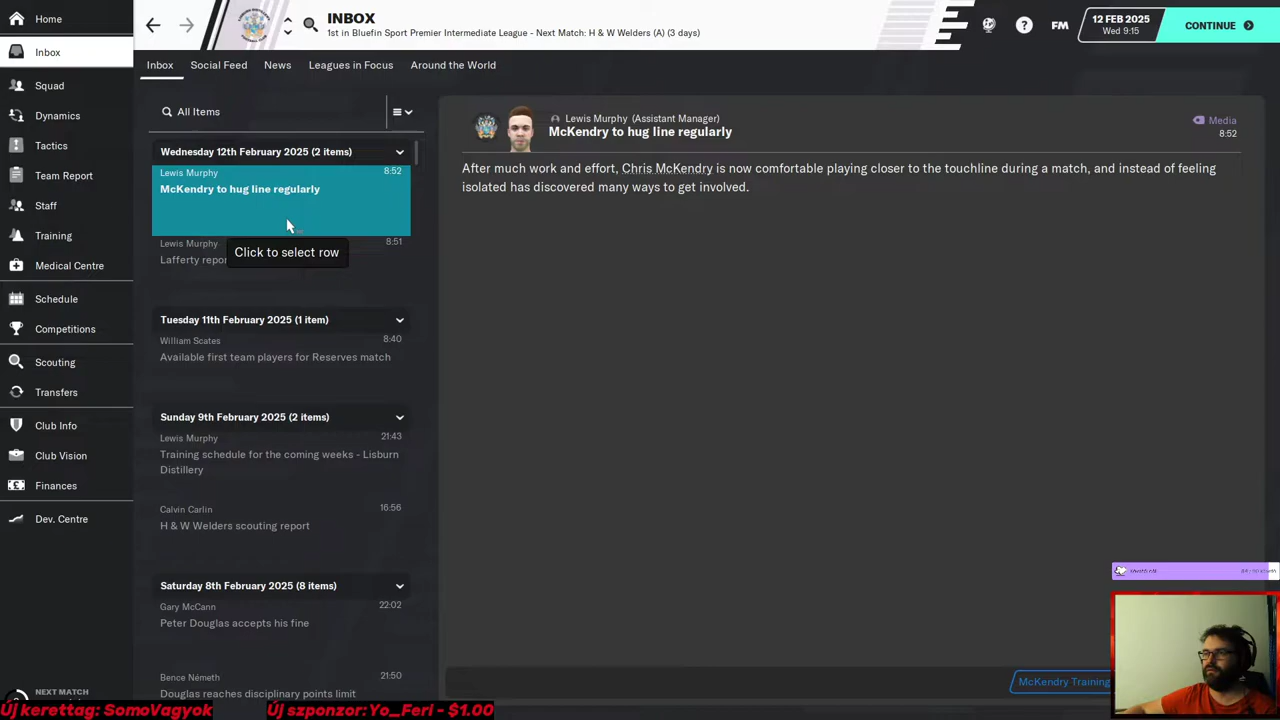 Home
INBOX
1st in Bluefin Sport Premier Intermediate League - Next Match: H & W Welders (A) (3 days)
FM
12 FEB 2025
Wed 9:15
CONTINUE
Inbox
Squad
Dynamics
Tactics
Team Report
Staff
Training
Medical Centre
Schedule
Competitions
Scouting
Transfers
Club Info
Club Vision
Finances
Dev. Centre
NEXT MATCH
Inbox
Social Feed
News
Leagues in Focus
Around the World
All Items
Wednesday 12th February 2025 (2 items)
Lewis Murphy
8:52
McKendry to hug line regularly
Lewis Murphy
8:51
Lafferty repor
Click to select row
Tuesday 11th February 2025 (1 item)
William Scates
8:40
Available first team players for Reserves match
Sunday 9th February 2025 (2 items)
Lewis Murphy
21:43
Training schedule for the coming weeks - Lisburn
Distillery
Calvin Carlin
16:56
H & W Welders scouting report
Saturday 8th February 2025 (8 items)
Gary McCann
22:02
Peter Douglas accepts his fine
Bence Németh
21:50
Douglas reaches disciplinary points limit
Lewis Murphy (Assistant Manager)
McKendry to hug line regularly
Media
8:52
After much work and effort, Chris McKendry is now comfortable playing closer to the touchline during a match, and instead of feeling
isolated has discovered many ways to get involved.
McKendry Training
Új kerettag: SomoVagyok
Új szponzor: Yo_Feri - $1.00